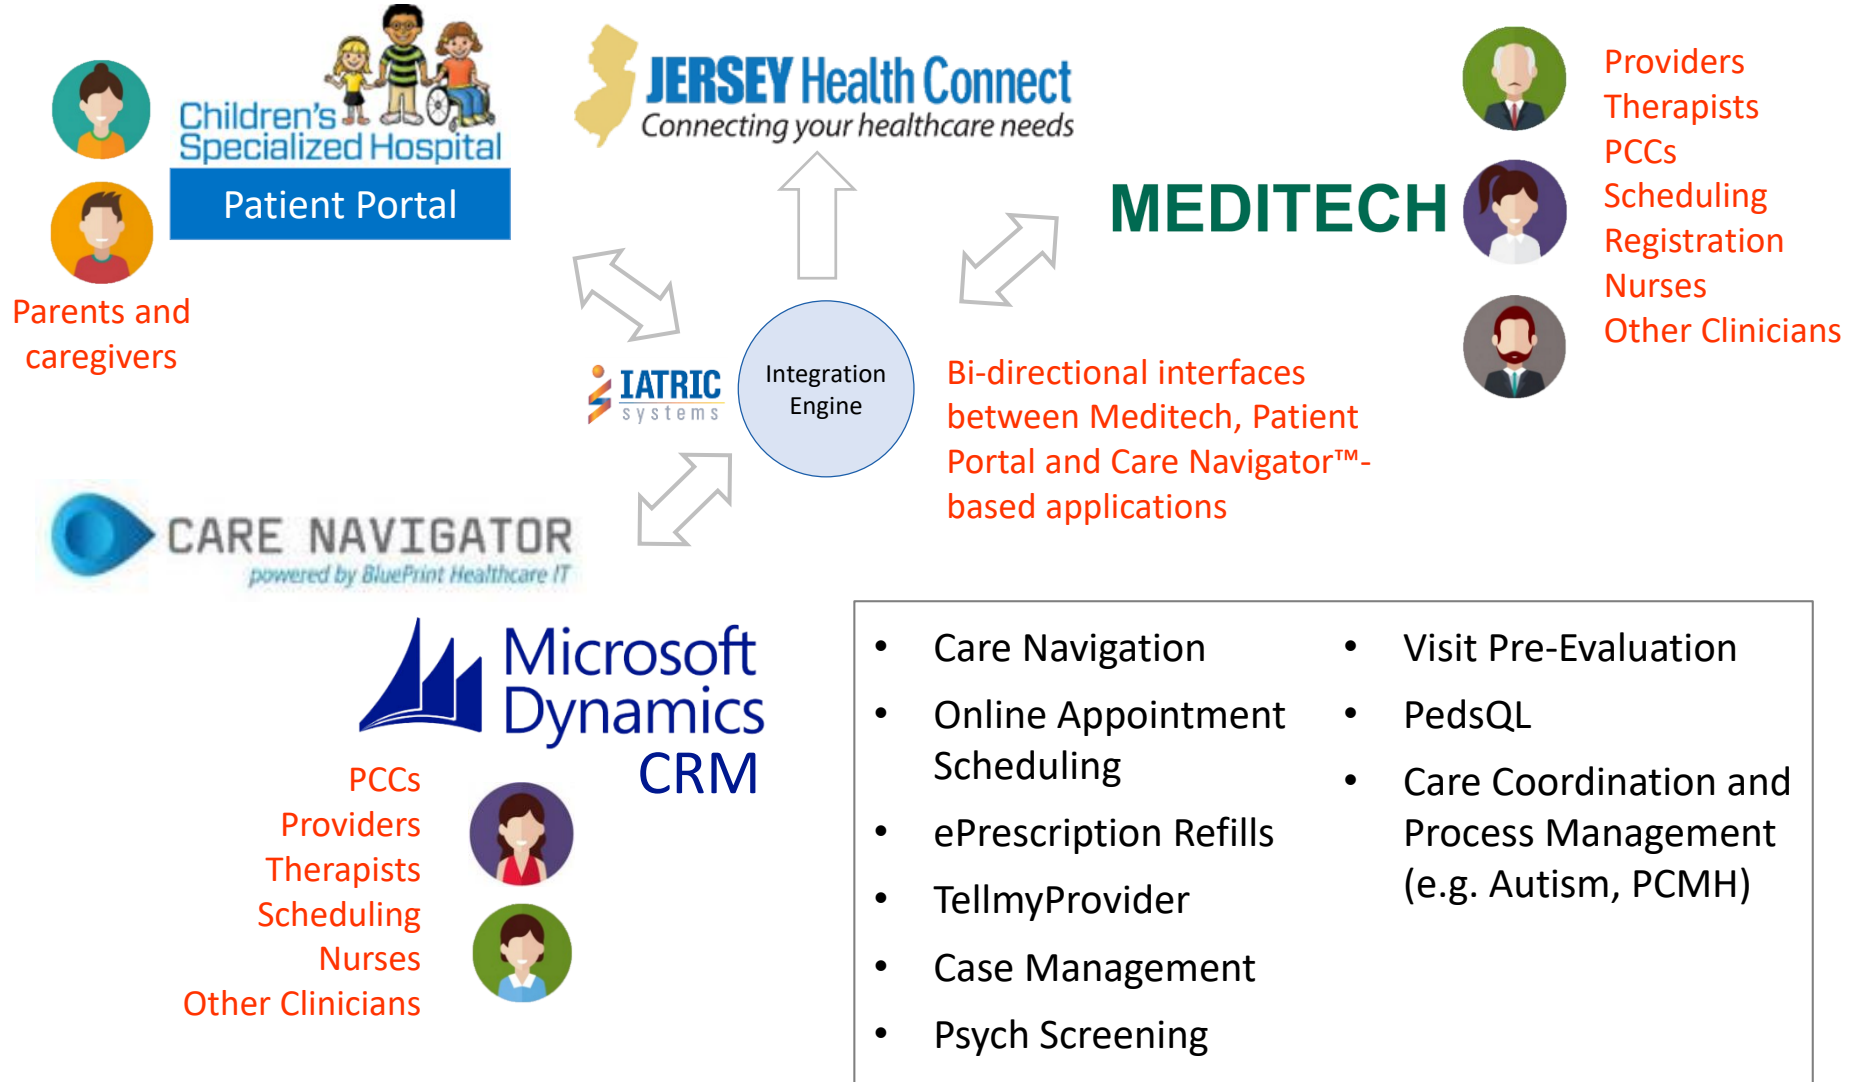 Children's
Specialized Hospital
Patient Portal
Parents and
caregivers
JERSEY Health Connect
Connecting your healthcare needs
MEDITECH
Providers
Therapists
PCCs
Scheduling
Registration
Nurses
Other Clinicians
IATRIC
systems
Integration
Engine
Bi-directional interfaces
between Meditech, Patient
Portal and Care Navigator™-
based applications
CARE NAVIGATOR
powered by BluePrint Healthcare IT
Microsoft
Dynamics
CRM
PCCs
Providers
Therapists
Scheduling
Nurses
Other Clinicians
• Care Navigation
• Online Appointment
Scheduling
• ePrescription Refills
• TellmyProvider
• Case Management
• Psych Screening
• Visit Pre-Evaluation
• PedsQL
• Care Coordination and
Process Management
(e.g. Autism, PCMH)